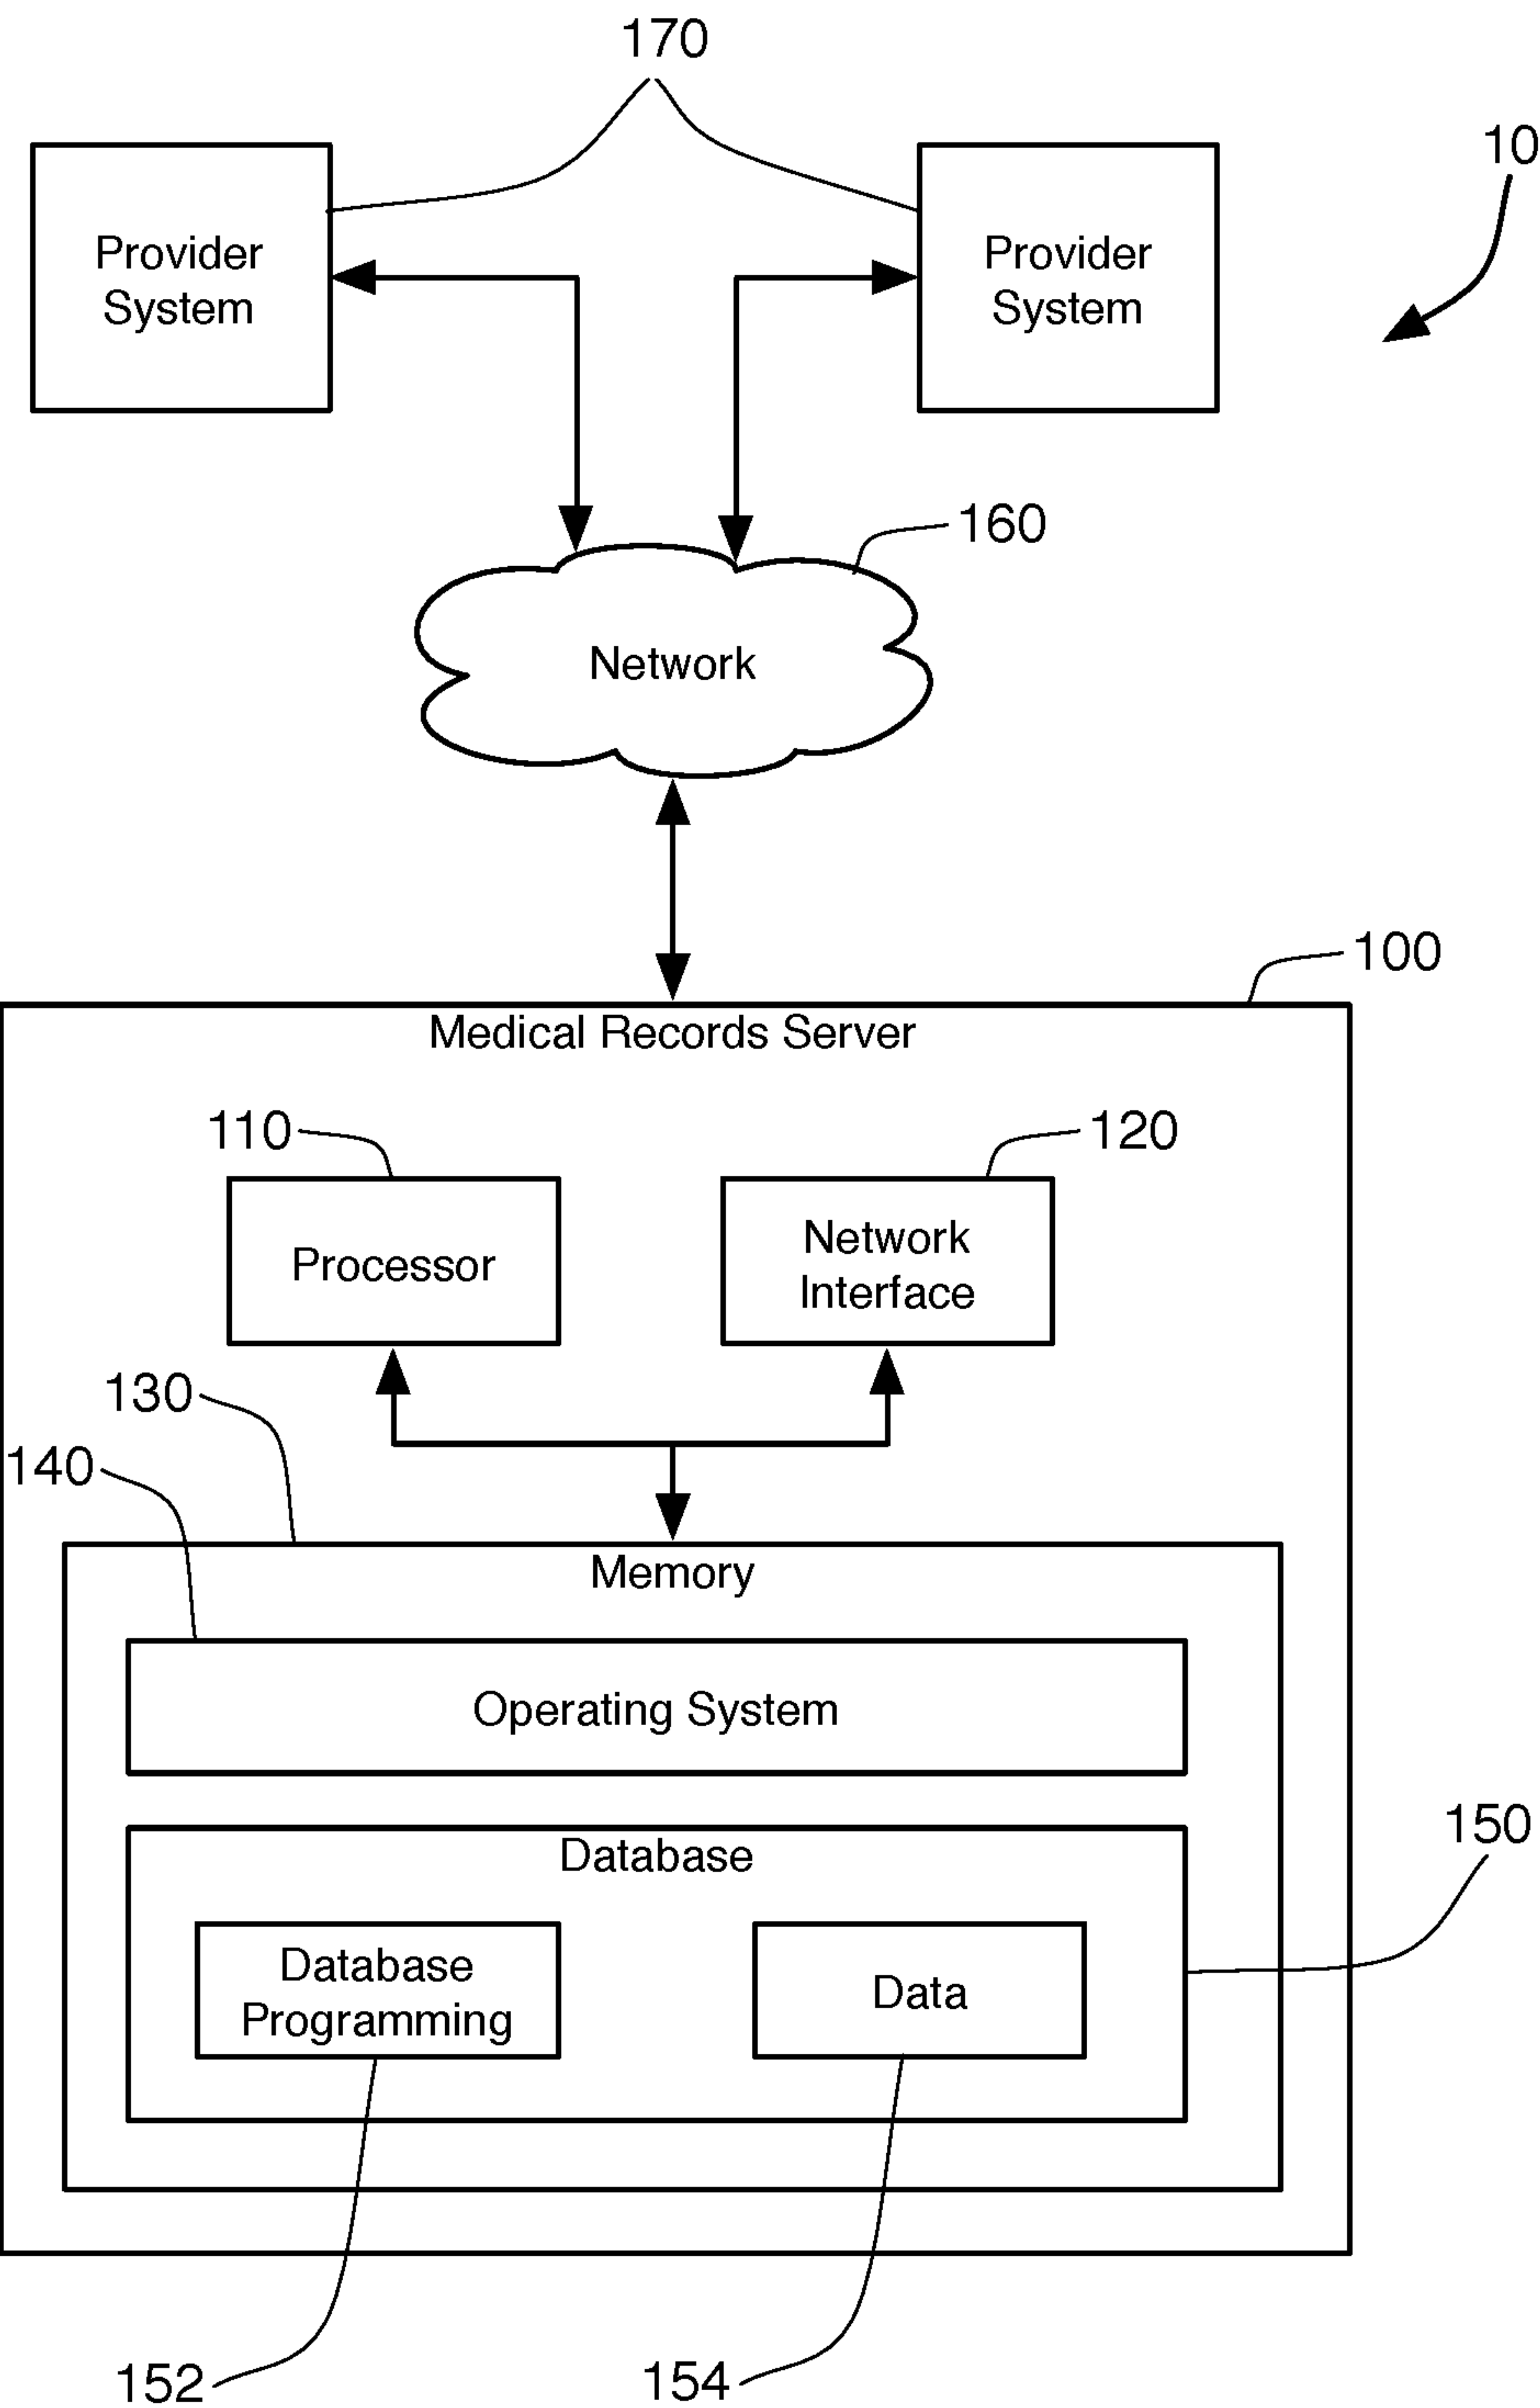 170
10
Provider
System
Provider
System
160
Network
100
Medical Records Server
110
120
Processor
Network
Interface
130
140
Memory
Operating System
150
Database
Database
Programming
Data
152
154